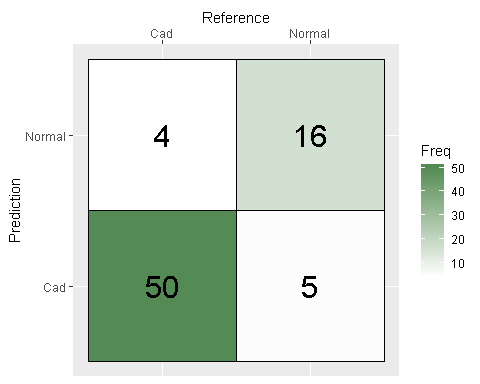 Reference
Cad Normal
Normal 4 16
Prediction
Cad 50 5
Freq
50
40
30
20
10